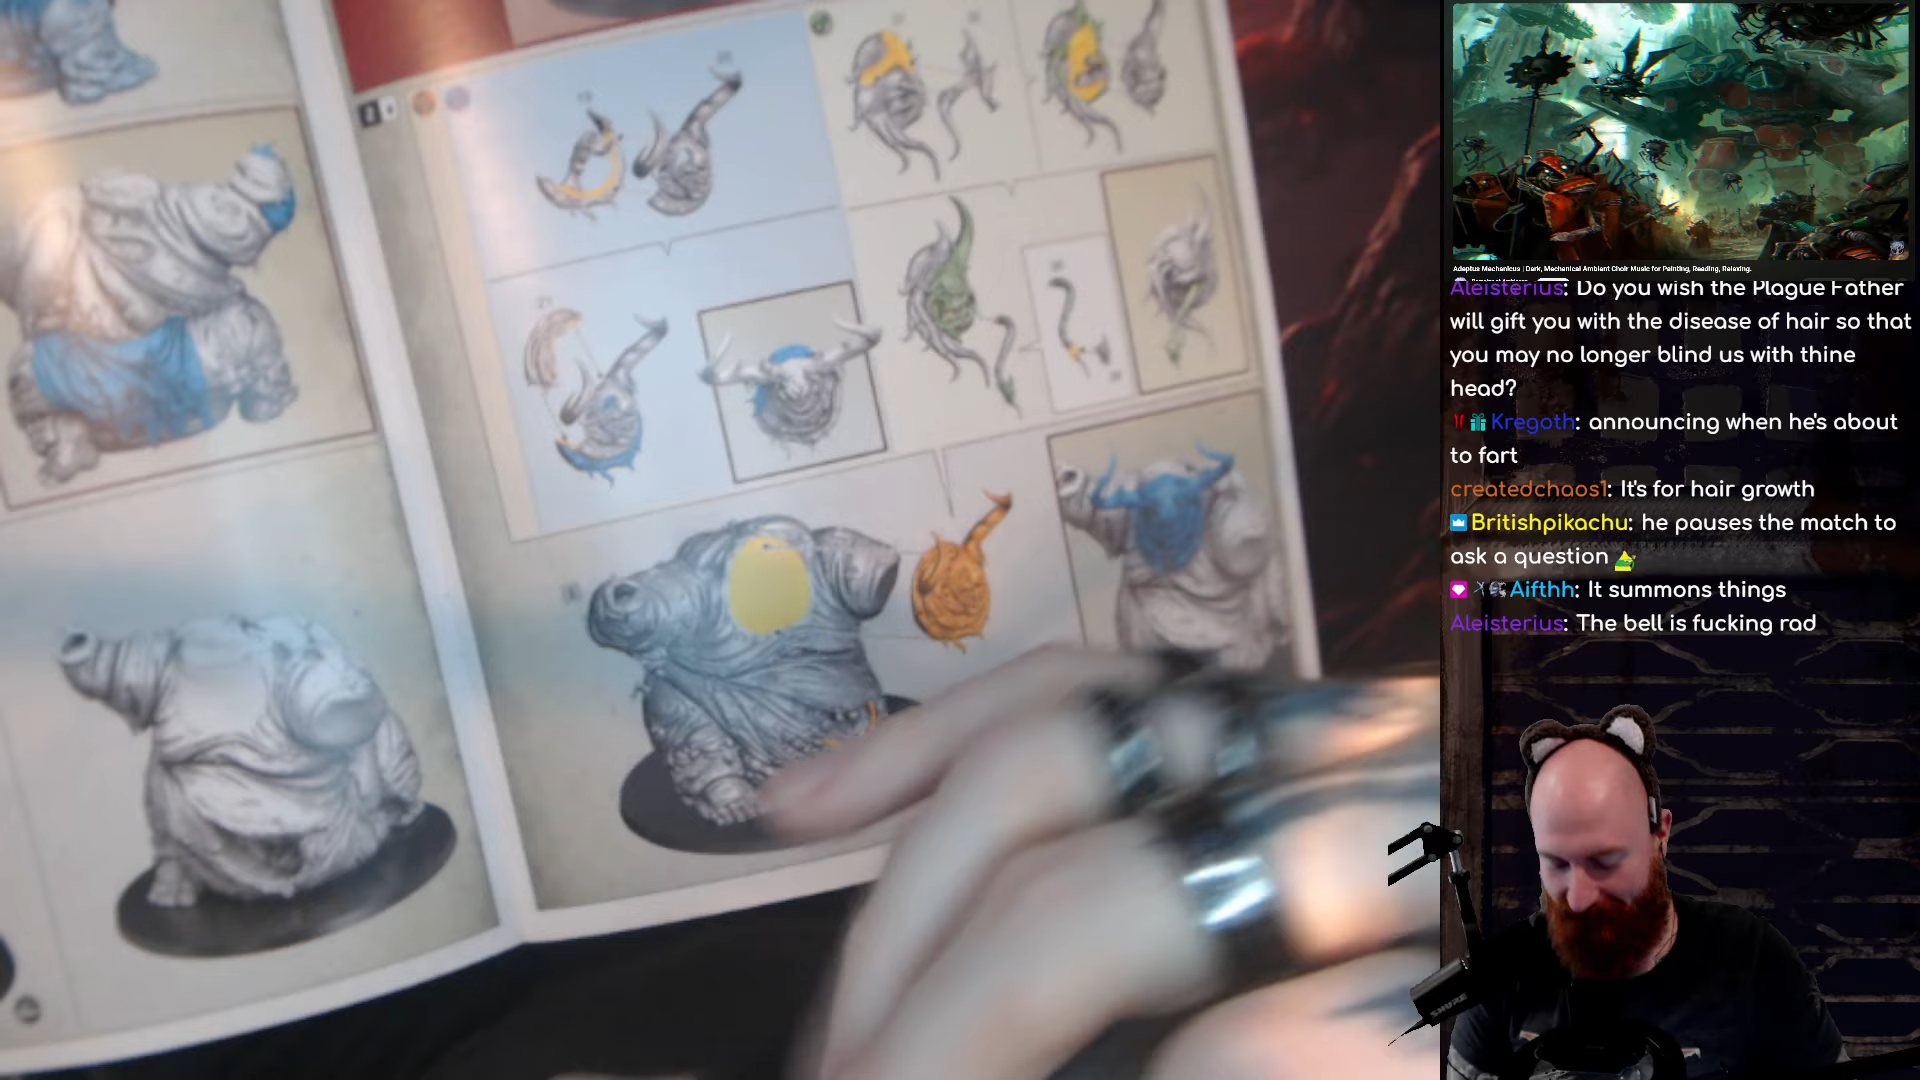 Adeptus Mechanicus | Dark, Mechanical Ambient Choir Music for Painting, Reading, Relaxing.
Aleisterius: Do you wish the Plague Father
will gift you with the disease of hair so that
you may no longer blind us with thine
head?
Kregoth: announcing when he's about
to fart
createdchaos1: It's for hair growth
Britishpikachu: he pauses the match to
ask a question
Aifthh: It summons things
Aleisterius: The bell is fucking rad
SHURE